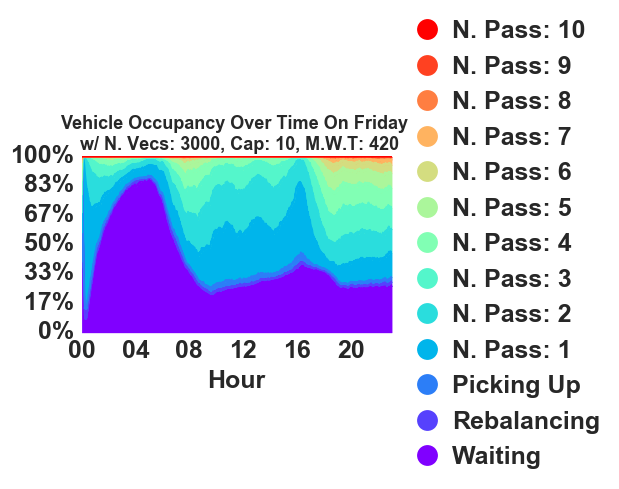 Vehicle Occupancy Over Time On Friday
w/ N. Vecs: 3000, Cap: 10, M.W.T: 420
100%
83%
67%
50%
33%
17%
0%
00 04 08 12 16 20
Hour
N. Pass: 10
N. Pass: 9
N. Pass: 8
N. Pass: 7
N. Pass: 6
N. Pass: 5
N. Pass: 4
N. Pass: 3
N. Pass: 2
N. Pass: 1
Picking Up
Rebalancing
Waiting